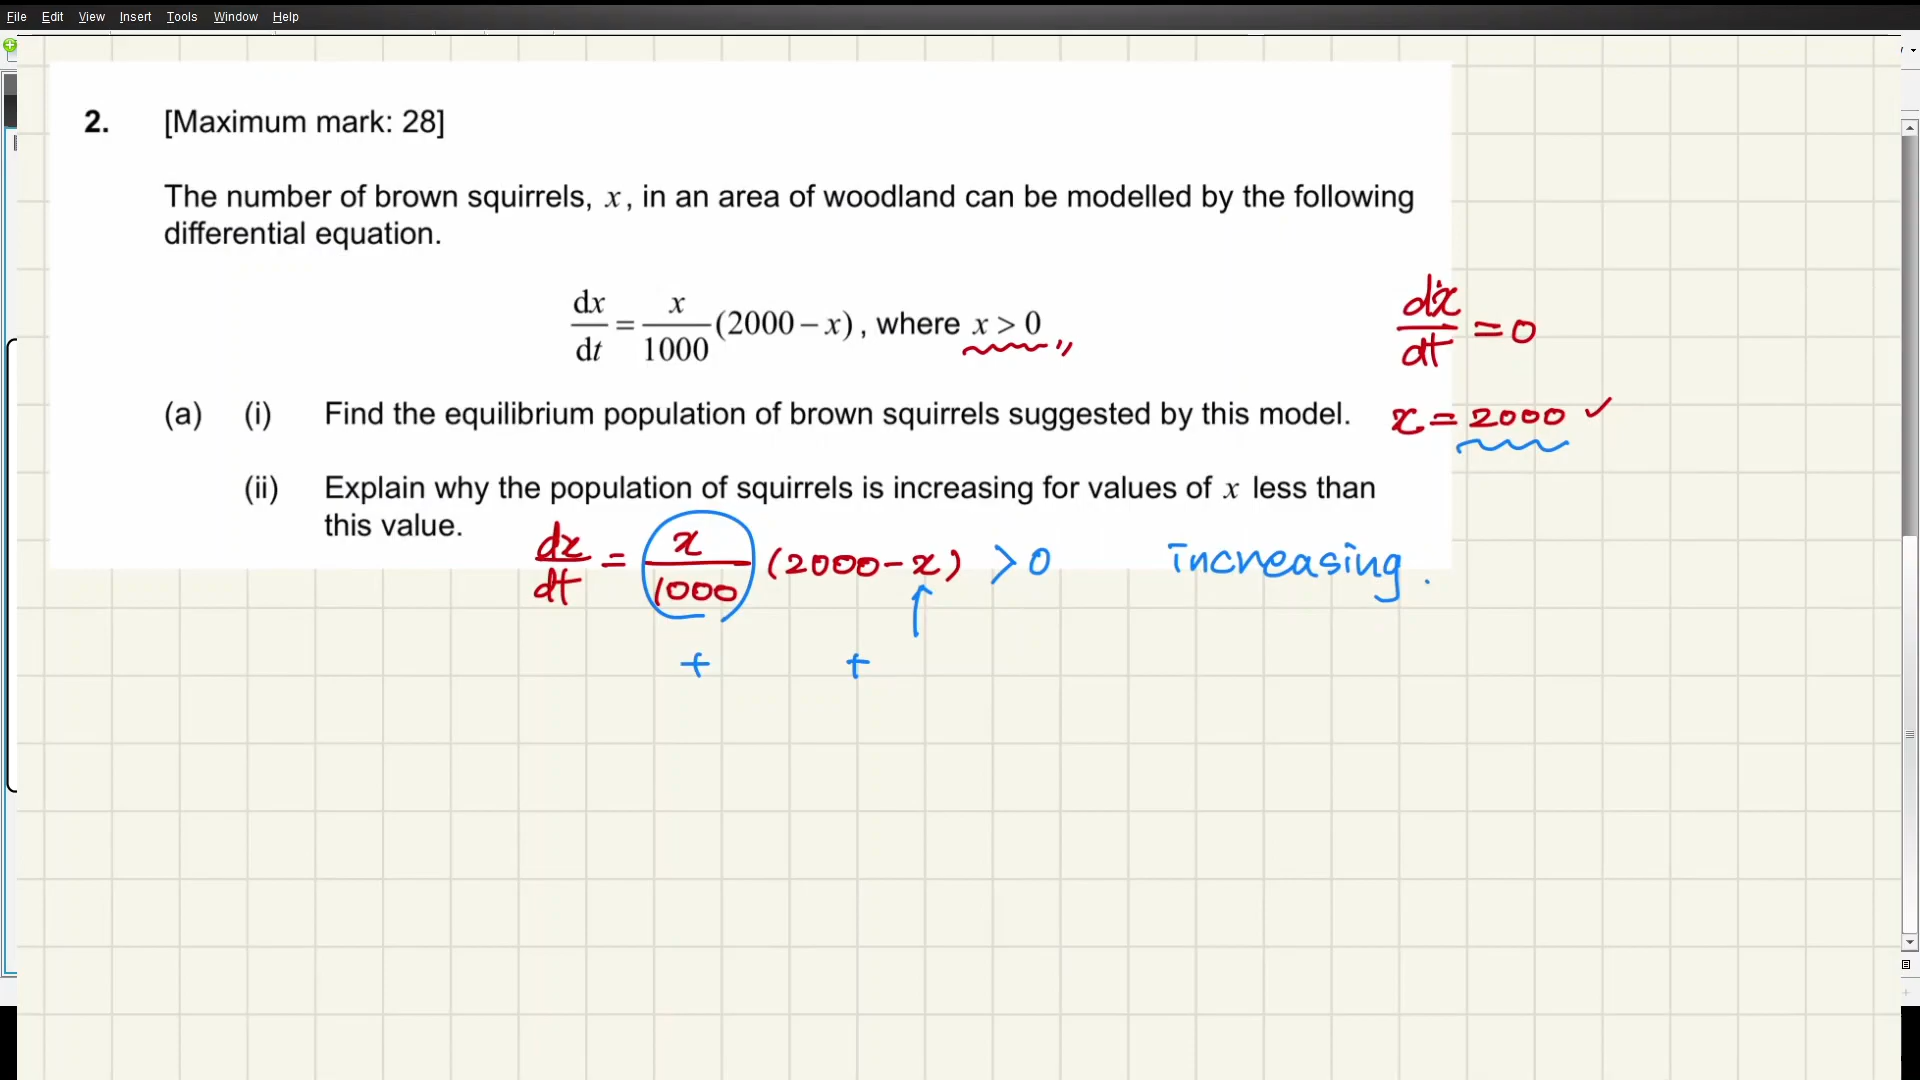 File Edit View Insert Tools Window Help
2. [Maximum mark: 28]
The number of brown squirrels, x, in an area of woodland can be modelled by the following
differential equation.
dx/dt = x/1000 (2000 − x), where x > 0
dx/dt = 0
(a) (i) Find the equilibrium population of brown squirrels suggested by this model.
x = 2000 ✓
(ii) Explain why the population of squirrels is increasing for values of x less than
this value.
dx/dt = x/1000 (2000 − x) > 0 increasing.
+ +